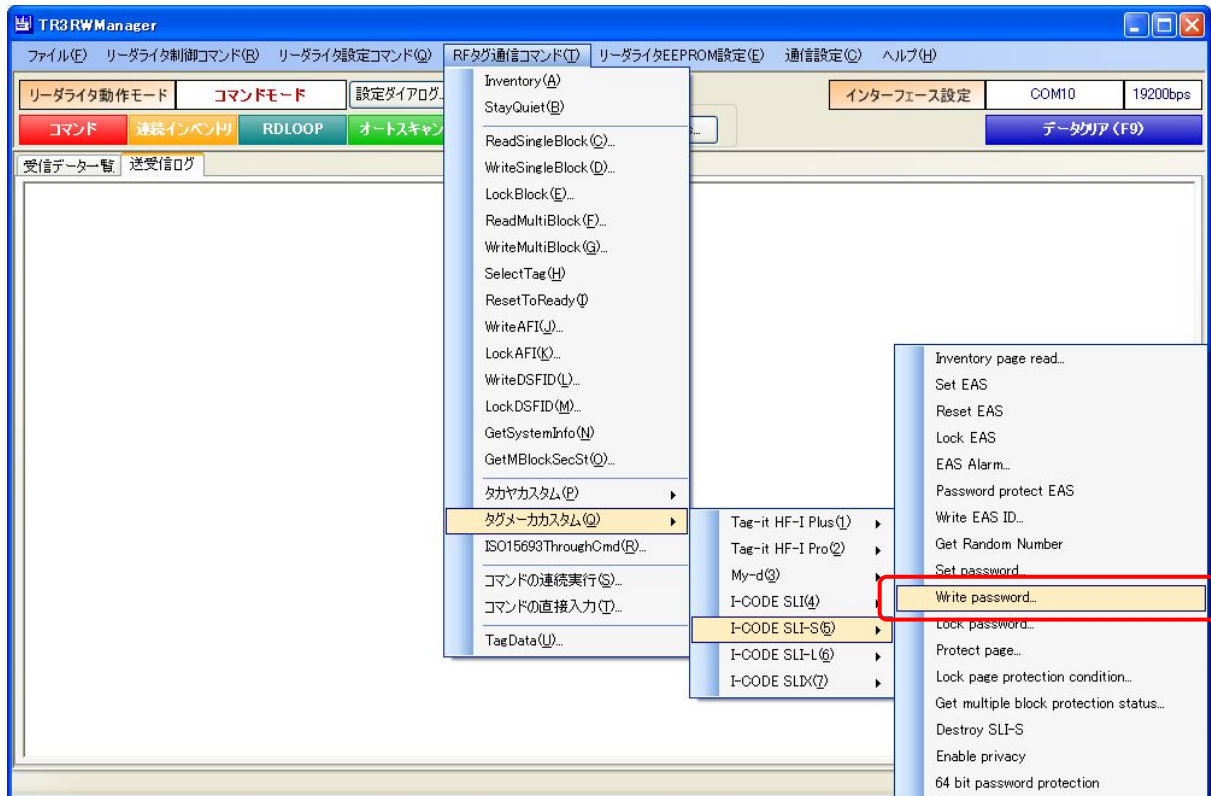 TR3RWManager
ファイル(F) リーダライタ制御コマンド(R) リーダライタ設定コマンド(Q) RFタグ通信コマンド(T) リーダライタEEPROM設定(E) 通信設定(C) ヘルプ(H)
リーダライタ動作モード コマンドモード 設定ダイアログ.. インターフェース設定 COM10 19200bps
コマンド 連続インベントリ RDLOOP オートスキャン データクリア(F9)
受信データ一覧 送受信ログ
Inventory(A)
StayQuiet(B)
ReadSingleBlock(C)...
WriteSingleBlock(D)...
LockBlock(E)...
ReadMultiBlock(F)...
WriteMultiBlock(G)...
SelectTag(H)
ResetToReady(I)
WriteAFI(J)...
LockAFI(K)...
WriteDSFID(L)...
LockDSFID(M)...
GetSystemInfo(N)
GetMBlockSecSt(O)...
タカヤカスタム(P)
タグメーカカスタム(Q)
ISO15693ThroughCmd(R)...
コマンドの連続実行(S)...
コマンドの直接入力(T)...
TagData(U)...
Tag-it HF-I Plus(1)
Tag-it HF-I Pro(2)
My-d(3)
I-CODE SLI(4)
I-CODE SLI-S(5)
I-CODE SLI-L(6)
I-CODE SLIX(7)
Inventory page read...
Set EAS
Reset EAS
Lock EAS
EAS Alarm...
Password protect EAS
Write EAS ID...
Get Random Number
Set password...
Write password...
Lock password...
Protect page...
Lock page protection condition...
Get multiple block protection status...
Destroy SLI-S
Enable privacy
64 bit password protection